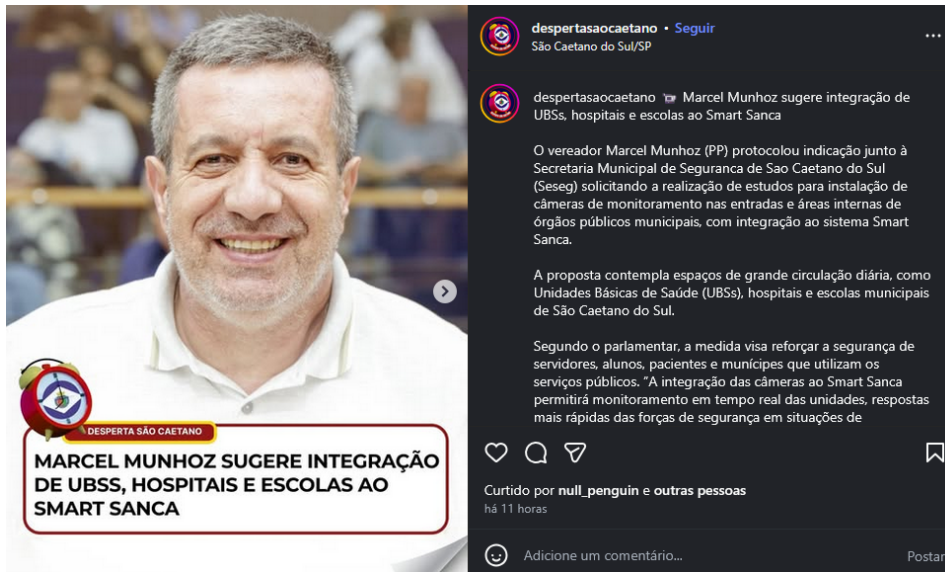 DESPERTA SÃO CAETANO
MARCEL MUNHOZ SUGERE INTEGRAÇÃO
DE UBSS, HOSPITAIS E ESCOLAS AO
SMART SANCA
despertasaocaetano • Seguir
São Caetano do Sul/SP
despertasaocaetano Marcel Munhoz sugere integração de
UBSs, hospitais e escolas ao Smart Sanca
O vereador Marcel Munhoz (PP) protocolou indicação junto à
Secretaria Municipal de Seguranca de Sao Caetano do Sul
(Seseg) solicitando a realização de estudos para instalação de
câmeras de monitoramento nas entradas e áreas internas de
órgãos públicos municipais, com integração ao sistema Smart
Sanca.
A proposta contempla espaços de grande circulação diária, como
Unidades Básicas de Saúde (UBSs), hospitais e escolas municipais
de São Caetano do Sul.
Segundo o parlamentar, a medida visa reforçar a segurança de
servidores, alunos, pacientes e munícipes que utilizam os
serviços públicos. "A integração das câmeras ao Smart Sanca
permitirá monitoramento em tempo real das unidades, respostas
mais rápidas das forças de segurança em situações de
Curtido por null_penguin e outras pessoas
há 11 horas
Adicione um comentário...
Postar